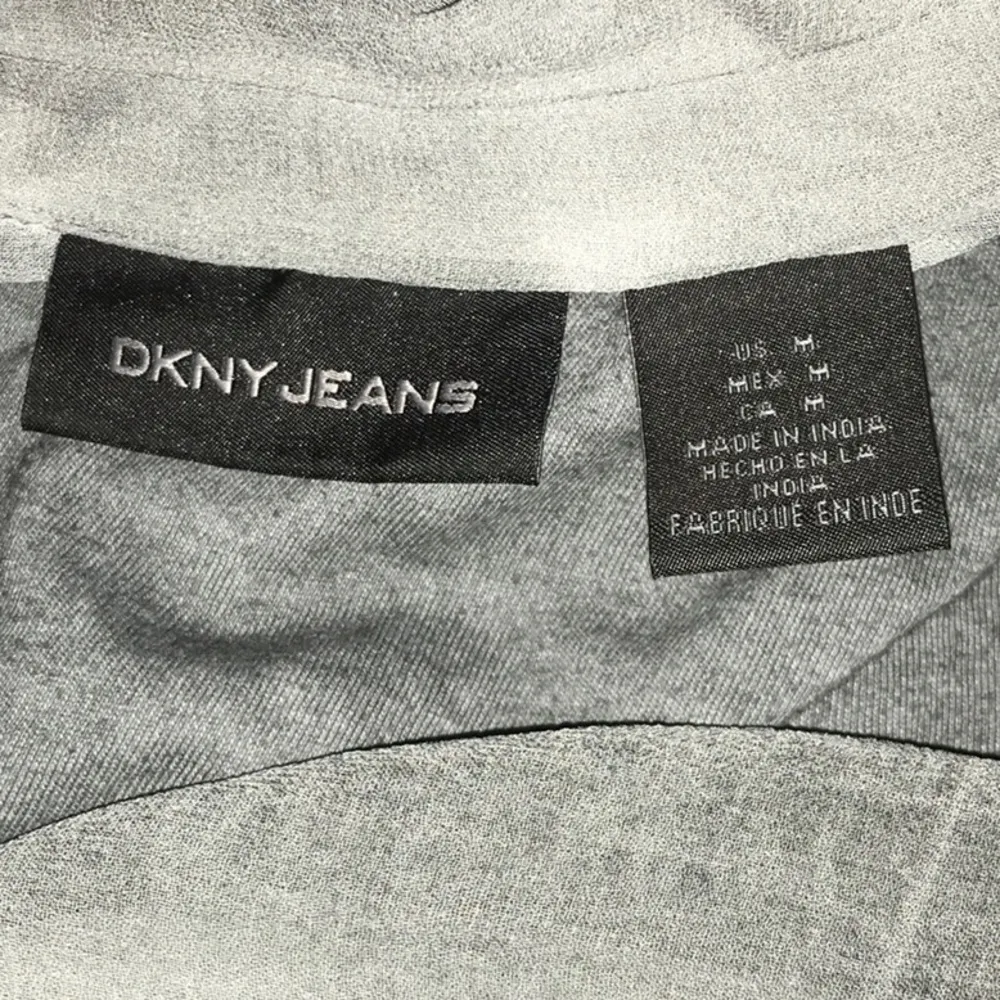 DKNY JEANS
US M
MEX M
CA M
MADE IN INDIA
HECHO EN LA
INDIA
FABRIQUE EN INDE